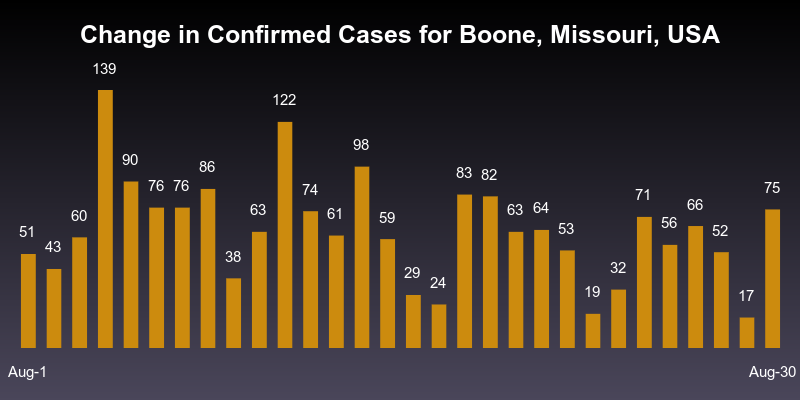 Change in Confirmed Cases for Boone, Missouri, USA
51 43 60 139 90 76 76 86 38 63 122 74 61 98 59 29 24 83 82 63 64 53 19 32 71 56 66 52 17 75
Aug-1 Aug-30